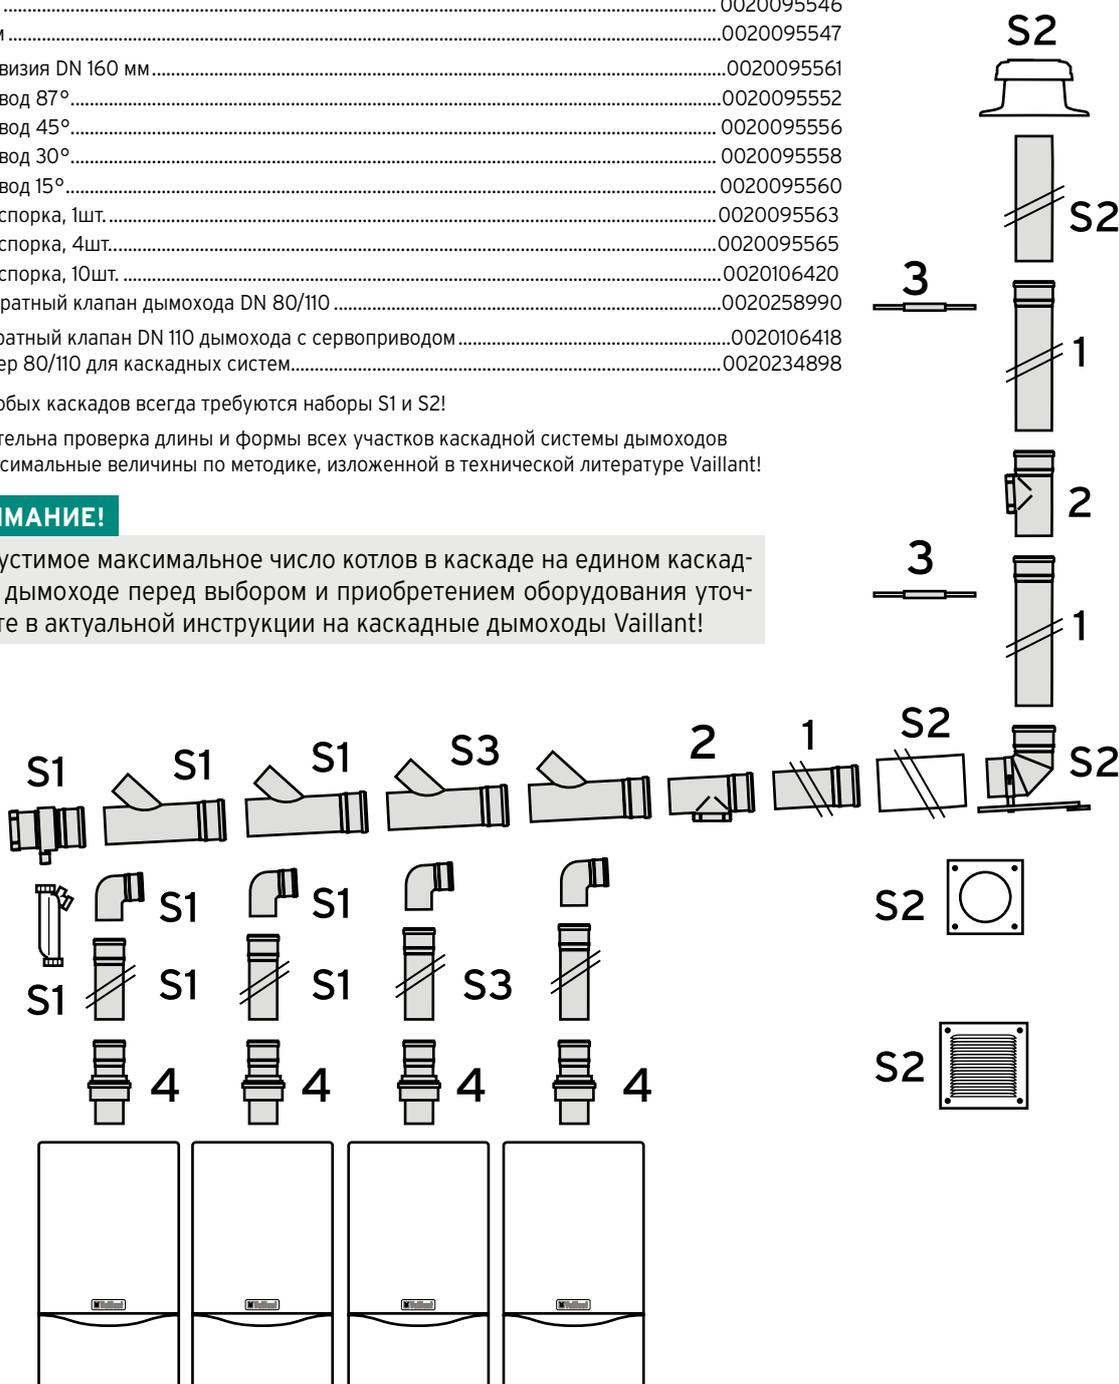 0020095546
м 0020095547
визия DN 160 мм 0020095561
вод 87° 0020095552
вод 45° 0020095556
вод 30° 0020095558
вод 15° 0020095560
спорка, 1шт. 0020095563
спорка, 4шт. 0020095565
спорка, 10шт. 0020106420
ратный клапан дымохода DN 80/110 0020258990
ратный клапан DN 110 дымохода с сервоприводом 0020106418
ер 80/110 для каскадных систем 0020234898
обых каскадов всегда требуются наборы S1 и S2!
тельна проверка длины и формы всех участков каскадной системы дымоходов
симальные величины по методике, изложенной в технической литературе Vaillant!
ИМАНИЕ!
устимое максимальное число котлов в каскаде на едином каскад-
дымоходе перед выбором и приобретением оборудования уточ-
те в актуальной инструкции на каскадные дымоходы Vaillant!
S2
S2
3
1
2
3
1
S1
S1
S1
S3
2
1
S2
S2
S1
S1
S2
S1
S1
S1
S3
S2
4
4
4
4
Vaillant
Vaillant
Vaillant
Vaillant